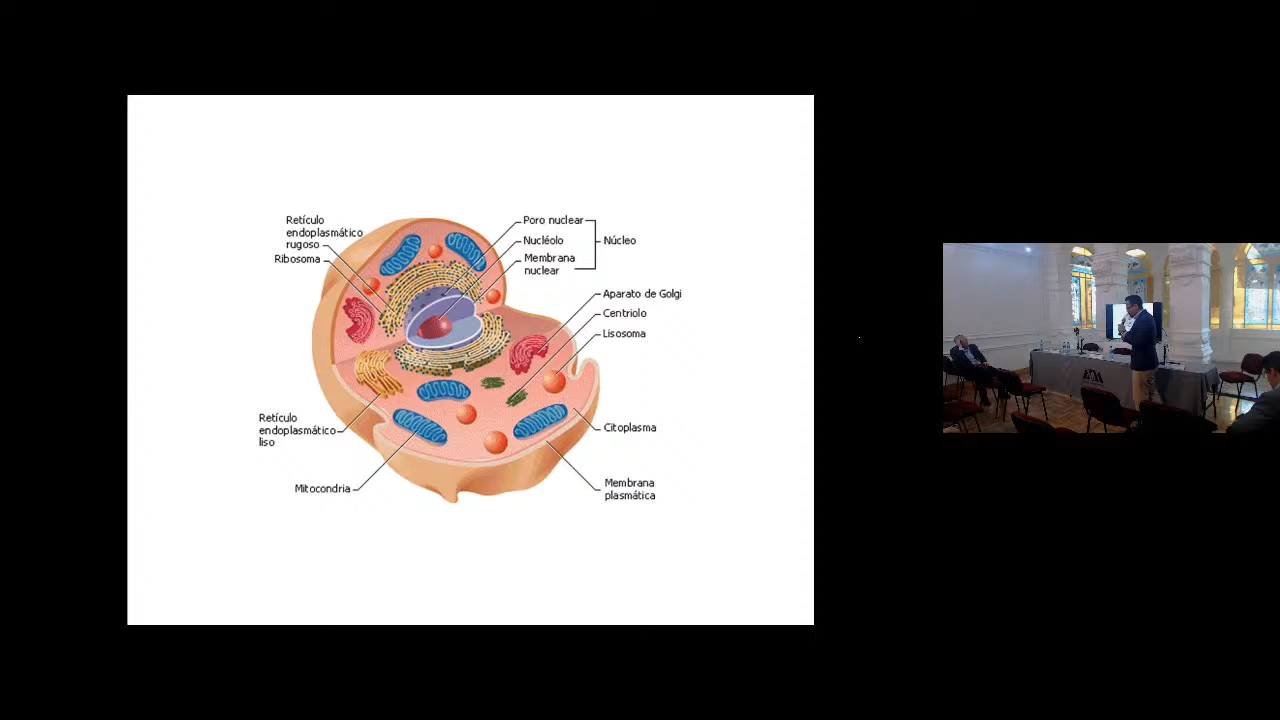 Retículo
endoplasmático
rugoso
Ribosoma
Poro nuclear
Nucléolo
Núcleo
Membrana
nuclear
Aparato de Golgi
Centriolo
Lisosoma
Retículo
endoplasmático
liso
Citoplasma
Mitocondria
Membrana
plasmática